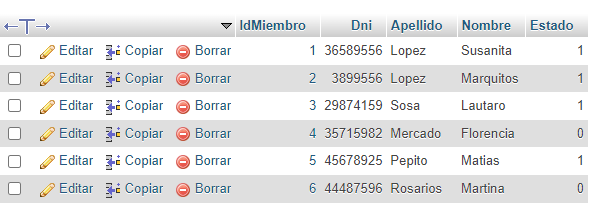 IdMiembro Dni Apellido Nombre Estado
Editar Copiar Borrar 1 36589556 Lopez Susanita 1
Editar Copiar Borrar 2 3899556 Lopez Marquitos 1
Editar Copiar Borrar 3 29874159 Sosa Lautaro 1
Editar Copiar Borrar 4 35715982 Mercado Florencia 0
Editar Copiar Borrar 5 45678925 Pepito Matias 1
Editar Copiar Borrar 6 44487596 Rosarios Martina 0